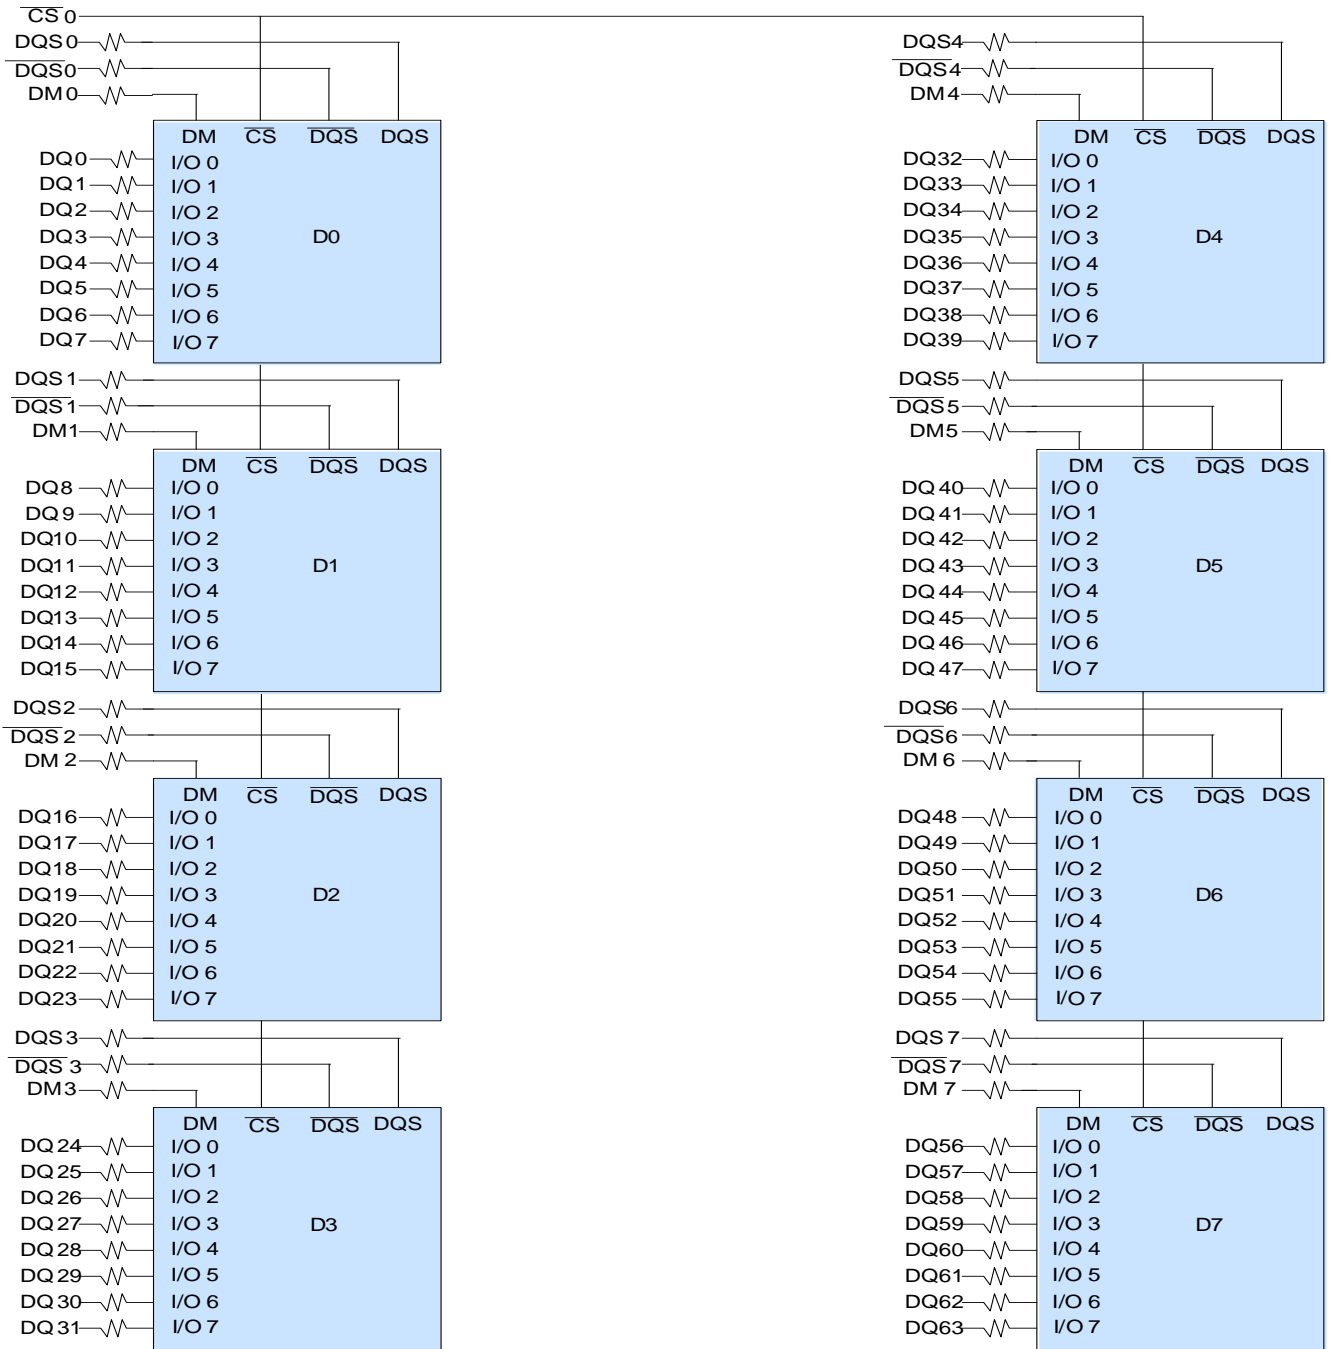 CS 0
DQS0
DQS0
DM0
DM CS DQS DQS
DQ0 I/O 0
DQ1 I/O 1
DQ2 I/O 2
DQ3 I/O 3 D0
DQ4 I/O 4
DQ5 I/O 5
DQ6 I/O 6
DQ7 I/O 7
DQS1
DQS1
DM1
DM CS DQS DQS
DQ8 I/O 0
DQ9 I/O 1
DQ10 I/O 2
DQ11 I/O 3 D1
DQ12 I/O 4
DQ13 I/O 5
DQ14 I/O 6
DQ15 I/O 7
DQS2
DQS2
DM2
DM CS DQS DQS
DQ16 I/O 0
DQ17 I/O 1
DQ18 I/O 2
DQ19 I/O 3 D2
DQ20 I/O 4
DQ21 I/O 5
DQ22 I/O 6
DQ23 I/O 7
DQS3
DQS3
DM3
DM CS DQS DQS
DQ24 I/O 0
DQ25 I/O 1
DQ26 I/O 2
DQ27 I/O 3 D3
DQ28 I/O 4
DQ29 I/O 5
DQ30 I/O 6
DQ31 I/O 7
DQS4
DQS4
DM4
DM CS DQS DQS
DQ32 I/O 0
DQ33 I/O 1
DQ34 I/O 2
DQ35 I/O 3 D4
DQ36 I/O 4
DQ37 I/O 5
DQ38 I/O 6
DQ39 I/O 7
DQS5
DQS5
DM5
DM CS DQS DQS
DQ40 I/O 0
DQ41 I/O 1
DQ42 I/O 2
DQ43 I/O 3 D5
DQ44 I/O 4
DQ45 I/O 5
DQ46 I/O 6
DQ47 I/O 7
DQS6
DQS6
DM6
DM CS DQS DQS
DQ48 I/O 0
DQ49 I/O 1
DQ50 I/O 2
DQ51 I/O 3 D6
DQ52 I/O 4
DQ53 I/O 5
DQ54 I/O 6
DQ55 I/O 7
DQS7
DQS7
DM7
DM CS DQS DQS
DQ56 I/O 0
DQ57 I/O 1
DQ58 I/O 2
DQ59 I/O 3 D7
DQ60 I/O 4
DQ61 I/O 5
DQ62 I/O 6
DQ63 I/O 7